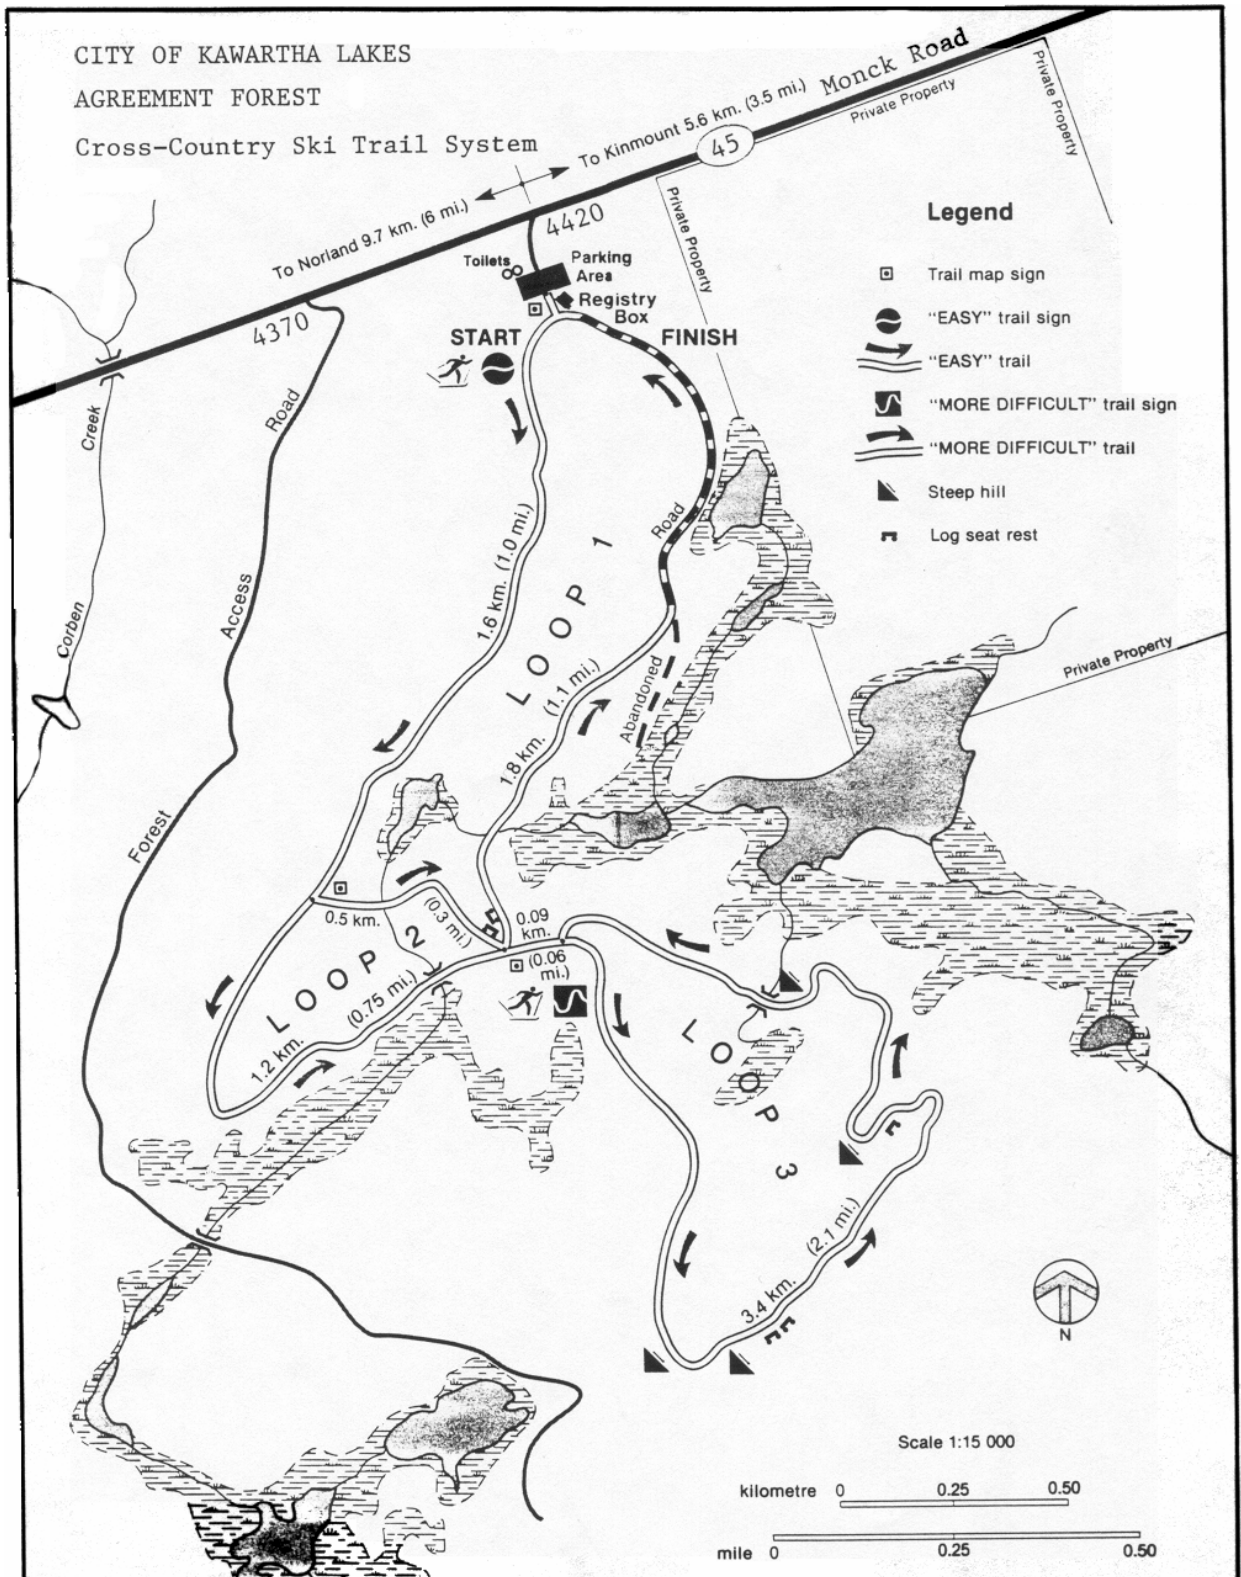 CITY OF KAWARTHA LAKES
AGREEMENT FOREST
Cross-Country Ski Trail System
To Norland 9.7 km. (6 mi.)
To Kinmount 5.6 km. (3.5 mi.)
Monck Road
45
4420
4370
Private Property
Private Property
Private Property
Private Property
Toilets
Parking
Area
Registry
Box
START
FINISH
Legend
Trail map sign
"EASY" trail sign
"EASY" trail
"MORE DIFFICULT" trail sign
"MORE DIFFICULT" trail
Steep hill
Log seat rest
Corben Creek
Forest Access Road
Abandoned Road
LOOP 1
1.6 km. (1.0 mi.)
1.8 km. (1.1 mi.)
LOOP 2
0.5 km. (0.3 mi.)
1.2 km. (0.75 mi.)
0.09
km.
(0.06
mi.)
LOOP 3
3.4 km. (2.1 mi.)
N
Scale 1:15 000
kilometre 0 0.25 0.50
mile 0 0.25 0.50